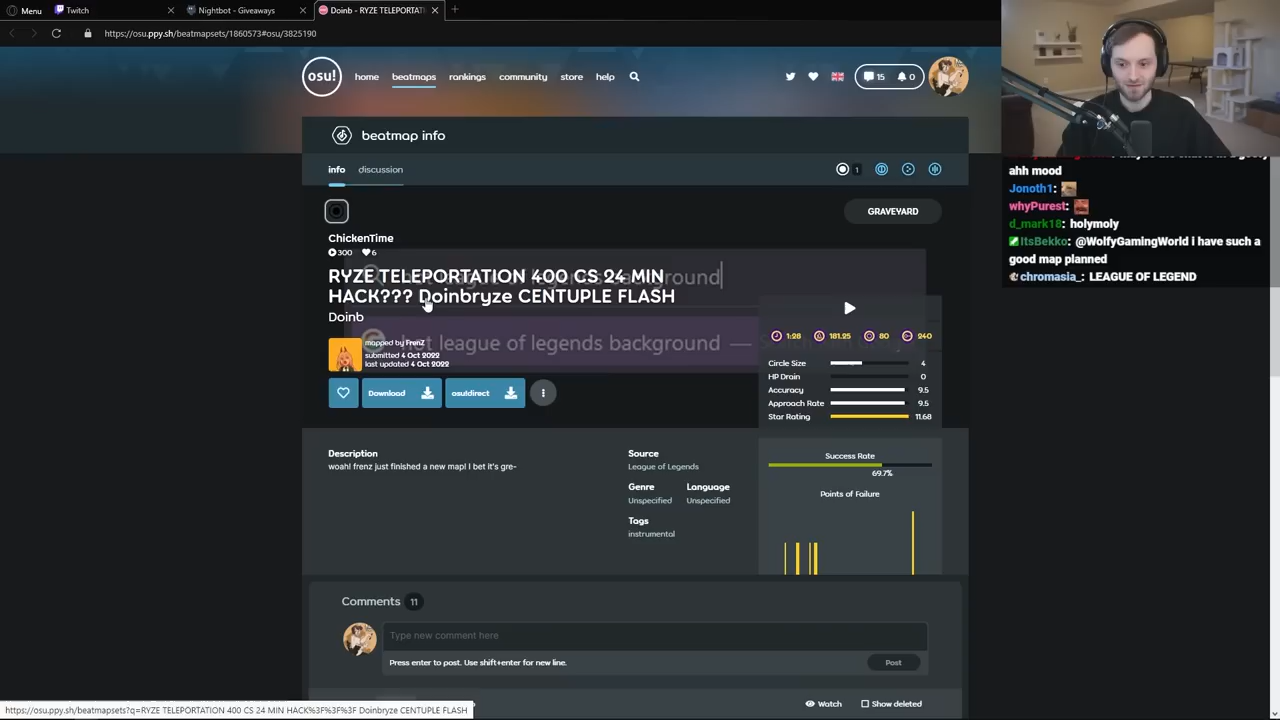 Menu
Twitch
Nightbot - Giveaways
Doinb - RYZE TELEPORTAT
https://osu.ppy.sh/beatmapsets/1860573#osu/3825190
osu!
home
beatmaps
rankings
community
store
help
15
0
beatmap info
info
discussion
1
GRAVEYARD
ChickenTime
300
6
RYZE TELEPORTATION 400 CS 24 MIN
HACK??? Doinbryze CENTUPLE FLASH
Doinb
league of legends background
league of legends background —
mapped by FrenZ
submitted 4 Oct 2022
last updated 4 Oct 2022
Download
osu!direct
1:28
181.25
80
240
Circle Size 4
HP Drain 0
Accuracy 9.5
Approach Rate 9.5
Star Rating 11.68
Description
woah! frenz just finished a new map! I bet it's gre-
Source
League of Legends
Genre
Language
Unspecified
Unspecified
Tags
instrumental
Success Rate
69.7%
Points of Failure
Comments 11
Type new comment here
Press enter to post. Use shift+enter for new line.
Post
Watch
Show deleted
https://osu.ppy.sh/beatmapsets?q=RYZE TELEPORTATION 400 CS 24 MIN HACK%3F%3F%3F Doinbryze CENTUPLE FLASH
ahh mood
Jonoth1:
whyPurest:
d_mark18: holymoly
ItsBekko: @WolfyGamingWorld i have such a
good map planned
chromasia_: LEAGUE OF LEGEND